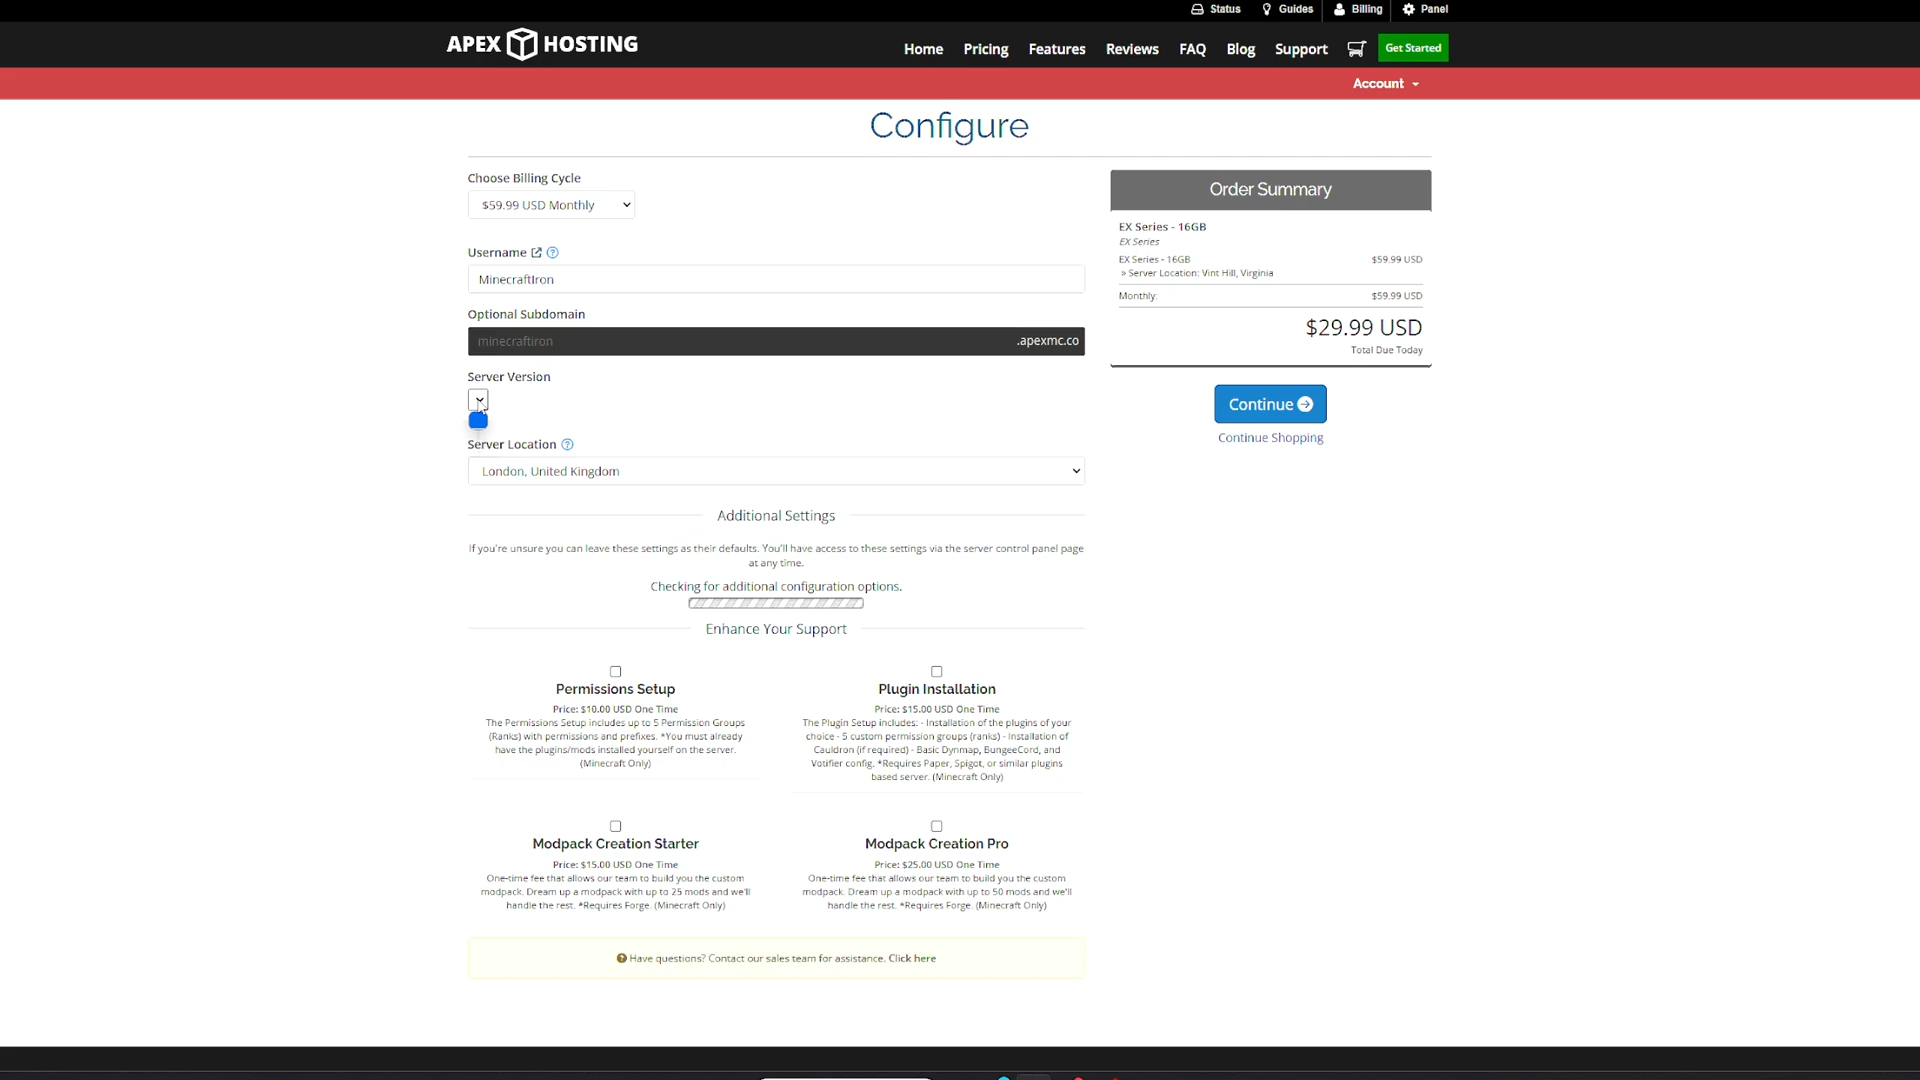 Status
Guides
Billing
Panel
APEX HOSTING
Home
Pricing
Features
Reviews
FAQ
Blog
Support
Get Started
Account
Configure
Choose Billing Cycle
$59.99 USD Monthly
Username
MinecraftIron
Optional Subdomain
minecraftiron
.apexmc.co
Server Version
Server Location
London, United Kingdom
Additional Settings
If you're unsure you can leave these settings as their defaults. You'll have access to these settings via the server control panel page
at any time.
Checking for additional configuration options.
Enhance Your Support
Permissions Setup
Price: $10.00 USD One Time
The Permissions Setup includes up to 5 Permission Groups
(Ranks) with permissions and prefixes. *You must already
have the plugins/mods installed yourself on the server.
(Minecraft Only)
Plugin Installation
Price: $15.00 USD One Time
The Plugin Setup includes: - Installation of the plugins of your
choice - 5 custom permission groups (ranks) - Installation of
Cauldron (if required) - Basic Dynmap, BungeeCord, and
Votifier config. *Requires Paper, Spigot, or similar plugins
based server. (Minecraft Only)
Modpack Creation Starter
Price: $15.00 USD One Time
One-time fee that allows our team to build you the custom
modpack. Dream up a modpack with up to 25 mods and we'll
handle the rest. *Requires Forge. (Minecraft Only)
Modpack Creation Pro
Price: $25.00 USD One Time
One-time fee that allows our team to build you the custom
modpack. Dream up a modpack with up to 50 mods and we'll
handle the rest. *Requires Forge. (Minecraft Only)
Have questions? Contact our sales team for assistance. Click here
Order Summary
EX Series - 16GB
EX Series
EX Series - 16GB $59.99 USD
» Server Location: Vint Hill, Virginia
Monthly: $59.99 USD
$29.99 USD
Total Due Today
Continue
Continue Shopping